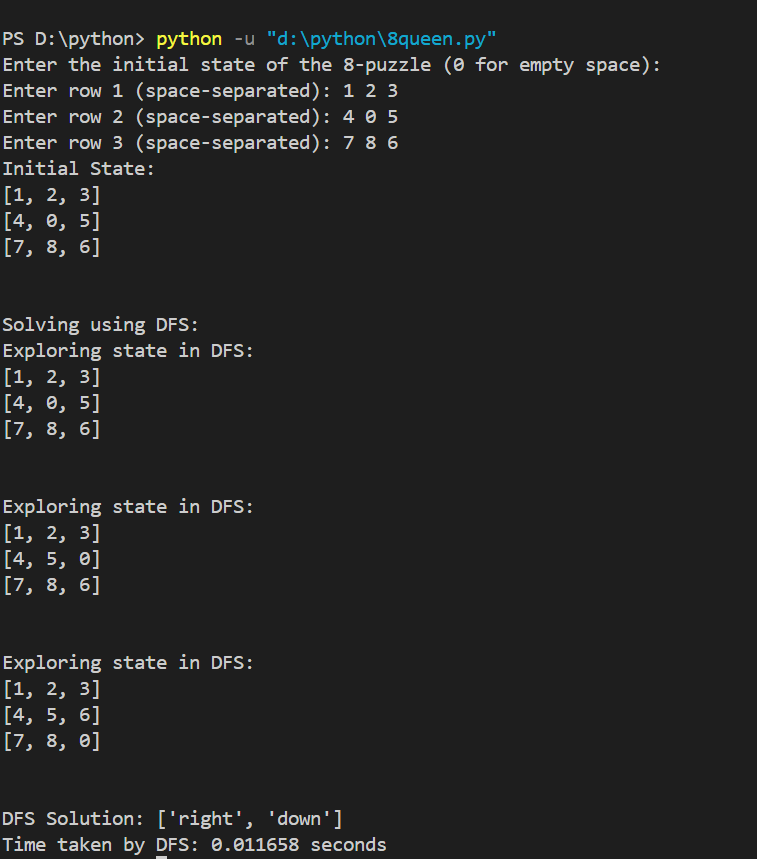 PS D:\python> python -u "d:\python\8queen.py"
Enter the initial state of the 8-puzzle (0 for empty space):
Enter row 1 (space-separated): 1 2 3
Enter row 2 (space-separated): 4 0 5
Enter row 3 (space-separated): 7 8 6
Initial State:
[1, 2, 3]
[4, 0, 5]
[7, 8, 6]
Solving using DFS:
Exploring state in DFS:
[1, 2, 3]
[4, 0, 5]
[7, 8, 6]
Exploring state in DFS:
[1, 2, 3]
[4, 5, 0]
[7, 8, 6]
Exploring state in DFS:
[1, 2, 3]
[4, 5, 6]
[7, 8, 0]
DFS Solution: ['right', 'down']
Time taken by DFS: 0.011658 seconds